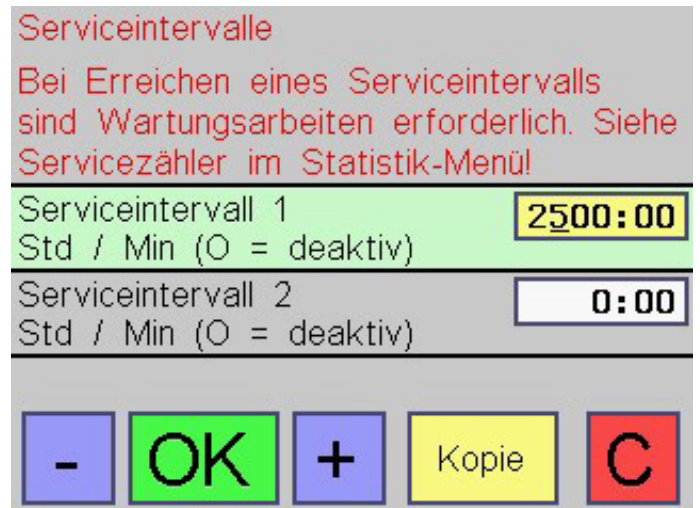 Serviceintervalle
Bei Erreichen eines Serviceintervalls
sind Wartungsarbeiten erforderlich. Siehe
Servicezähler im Statistik-Menü!
Serviceintervall 1
2500:00
Std / Min (O = deaktiv)
Serviceintervall 2
0:00
Std / Min (O = deaktiv)
- OK + Kopie C